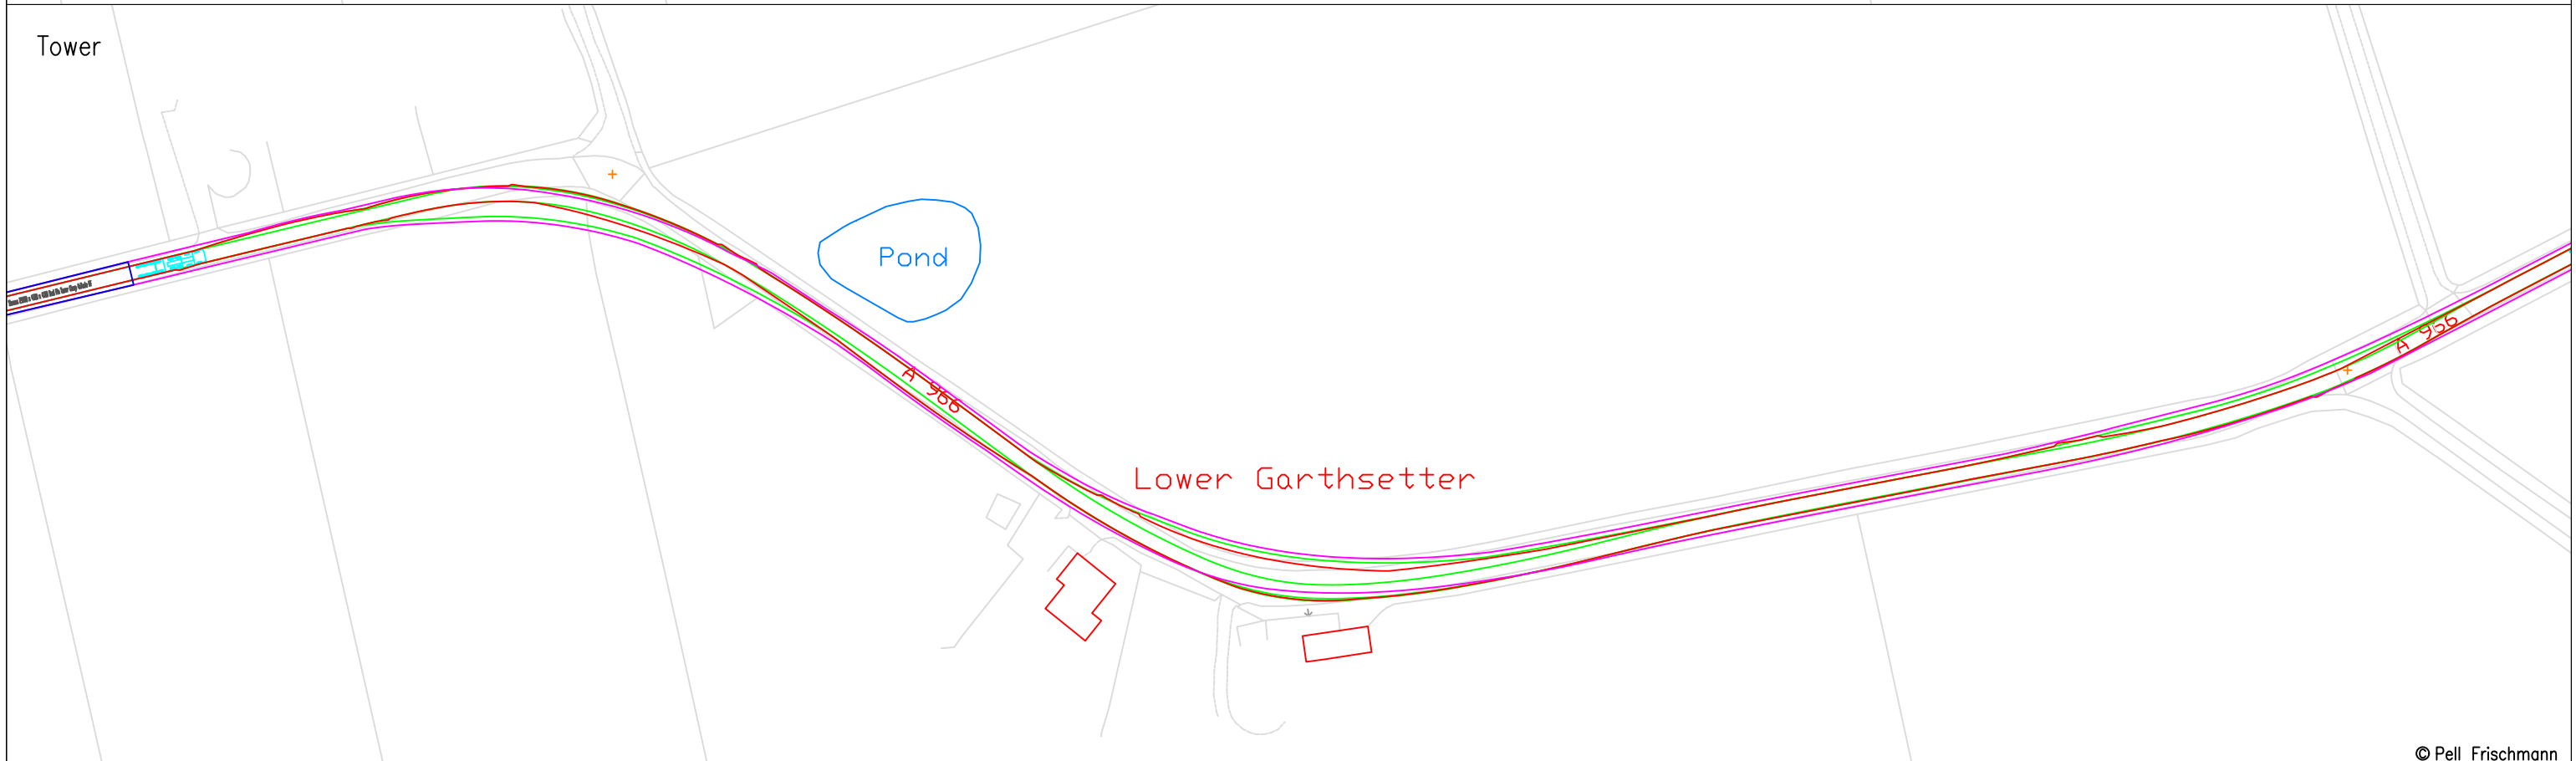 Tower
Pond
A 966
A 966
Lower Garthsetter
© Pell Frischmann